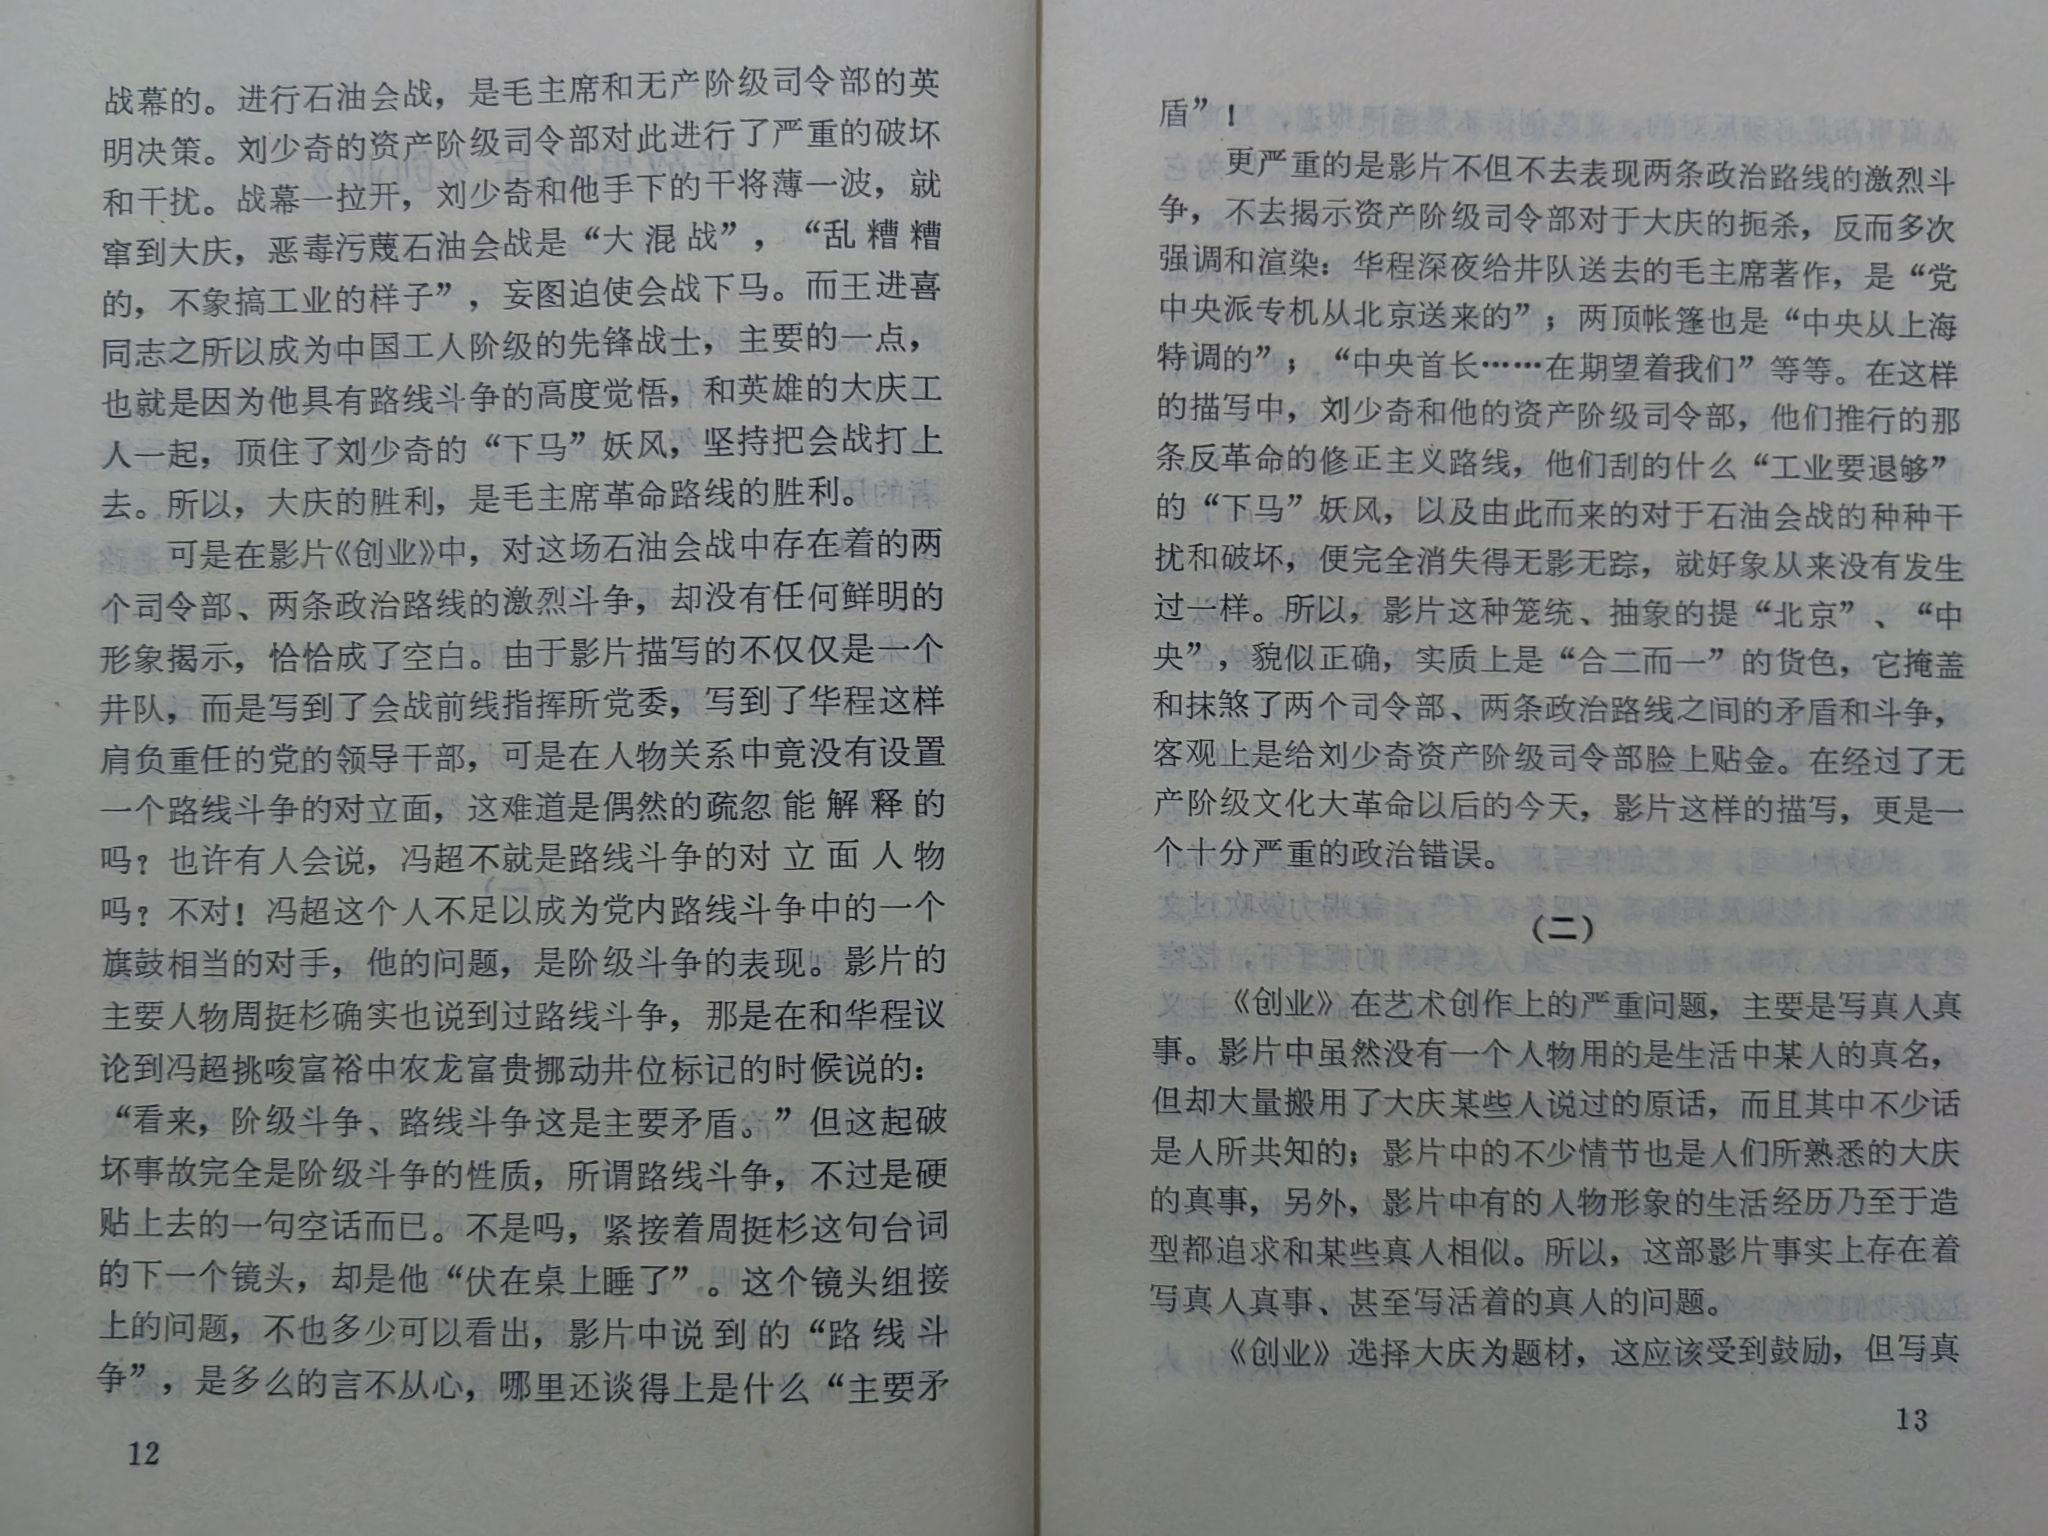 战幕的。进行石油会战，是毛主席和无产阶级司令部的英
明决策。刘少奇的资产阶级司令部对此进行了严重的破坏
和干扰。战幕一拉开，刘少奇和他手下的干将薄一波，就
窜到大庆，恶毒污蔑石油会战是“大混战”，“乱糟糟
的，不象搞工业的样子”，妄图迫使会战下马。而王进喜
同志之所以成为中国工人阶级的先锋战士，主要的一点，
也就是因为他具有路线斗争的高度觉悟，和英雄的大庆工
人一起，顶住了刘少奇的“下马”妖风，坚持把会战打上
去。所以，大庆的胜利，是毛主席革命路线的胜利。
可是在影片《创业》中，对这场石油会战中存在着的两
个司令部、两条政治路线的激烈斗争，却没有任何鲜明的
形象揭示，恰恰成了空白。由于影片描写的不仅仅是一个
井队，而是写到了会战前线指挥所党委，写到了华程这样
肩负重任的党的领导干部，可是在人物关系中竟没有设置
一个路线斗争的对立面，这难道是偶然的疏忽能解释的
吗？也许有人会说，冯超不就是路线斗争的对立面人物
吗？不对！冯超这个人不足以成为党内路线斗争中的一个
旗鼓相当的对手，他的问题，是阶级斗争的表现。影片的
主要人物周挺杉确实也说到过路线斗争，那是在和华程议
论到冯超挑唆富裕中农龙富贵挪动井位标记的时候说的：
“看来，阶级斗争、路线斗争这是主要矛盾。”但这起破
坏事故完全是阶级斗争的性质，所谓路线斗争，不过是硬
贴上去的一句空话而已。不是吗，紧接着周挺杉这句台词
的下一个镜头，却是他“伏在桌上睡了”。这个镜头组接
上的问题，不也多少可以看出，影片中说到的“路线斗
争”，是多么的言不从心，哪里还谈得上是什么“主要矛
12
盾”！
更严重的是影片不但不去表现两条政治路线的激烈斗
争，不去揭示资产阶级司令部对于大庆的扼杀，反而多次
强调和渲染：华程深夜给井队送去的毛主席著作，是“党
中央派专机从北京送来的”；两顶帐篷也是“中央从上海
特调的”；“中央首长……在期望着我们”等等。在这样
的描写中，刘少奇和他的资产阶级司令部，他们推行的那
条反革命的修正主义路线，他们刮的什么“工业要退够”
的“下马”妖风，以及由此而来的对于石油会战的种种干
扰和破坏，便完全消失得无影无踪，就好象从来没有发生
过一样。所以，影片这种笼统、抽象的提“北京”、“中
央”，貌似正确，实质上是“合二而一”的货色，它掩盖
和抹煞了两个司令部、两条政治路线之间的矛盾和斗争，
客观上是给刘少奇资产阶级司令部脸上贴金。在经过了无
产阶级文化大革命以后的今天，影片这样的描写，更是一
个十分严重的政治错误。
（二）
《创业》在艺术创作上的严重问题，主要是写真人真
事。影片中虽然没有一个人物用的是生活中某人的真名，
但却大量搬用了大庆某些人说过的原话，而且其中不少话
是人所共知的；影片中的不少情节也是人们所熟悉的大庆
的真事，另外，影片中有的人物形象的生活经历乃至于造
型都追求和某些真人相似。所以，这部影片事实上存在着
写真人真事、甚至写活着的真人的问题。
《创业》选择大庆为题材，这应该受到鼓励，但写真
13